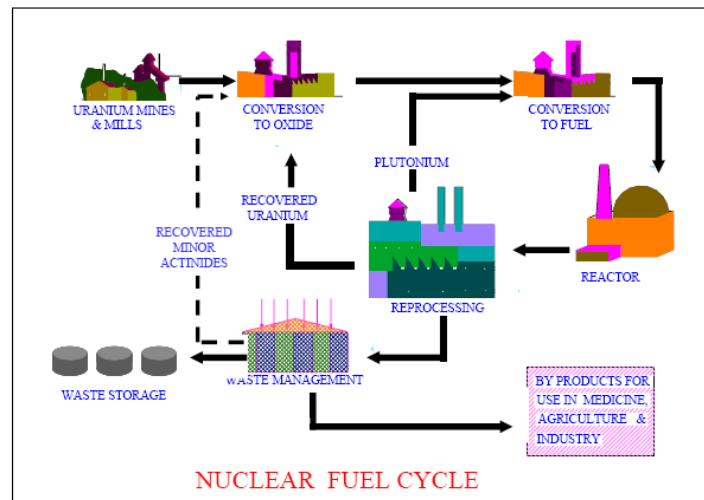 URANIUM MINES
& MILLS
CONVERSION
TO OXIDE
CONVERSION
TO FUEL
PLUTONIUM
RECOVERED
URANIUM
RECOVERED
MINOR
ACTINIDES
REACTOR
REPROCESSING
WASTE MANAGEMENT
WASTE STORAGE
BY PRODUCTS FOR
USE IN MEDICINE,
AGRICULTURE &
INDUSTRY
NUCLEAR FUEL CYCLE